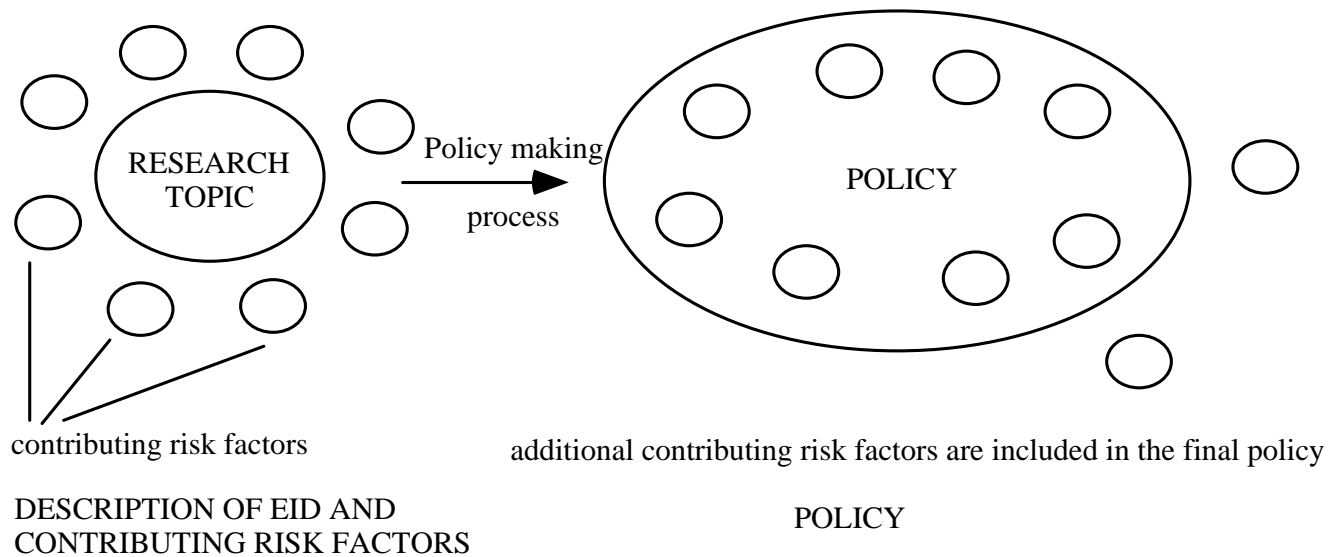 RESEARCH
TOPIC
Policy making
process
POLICY
contributing risk factors
additional contributing risk factors are included in the final policy
DESCRIPTION OF EID AND
CONTRIBUTING RISK FACTORS
POLICY